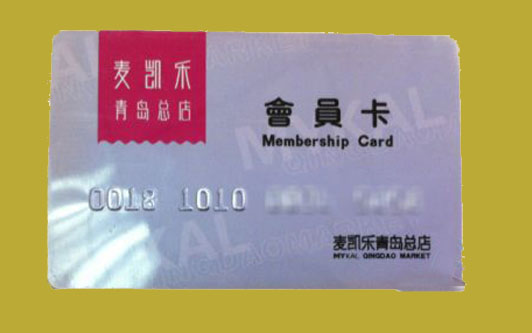 麦凯乐
青岛总店
會員卡
Membership Card
0018 1010
麦凯乐青岛总店
MYKAL QINGDAO MARKET